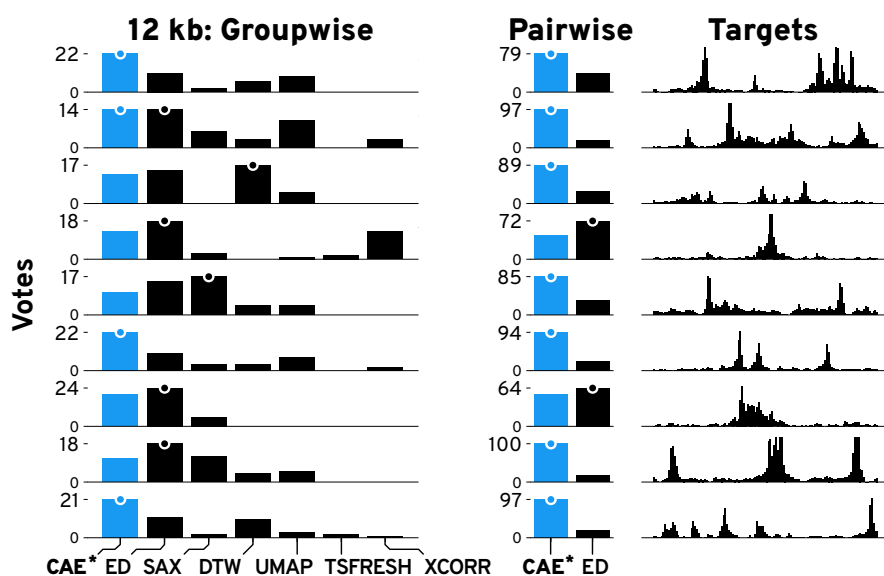 12 kb: Groupwise Pairwise Targets
22 - 79 -
0 0
14 - 97 -
0 0
17 - 89 -
0 0
18 - 72 -
0 0
17 - 85 -
0 0
22 - 94 -
0 0
24 - 64 -
0 0
18 - 100 -
0 0
21 - 97 -
0 0
Votes
CAE* ED SAX DTW UMAP TSFRESH XCORR CAE* ED